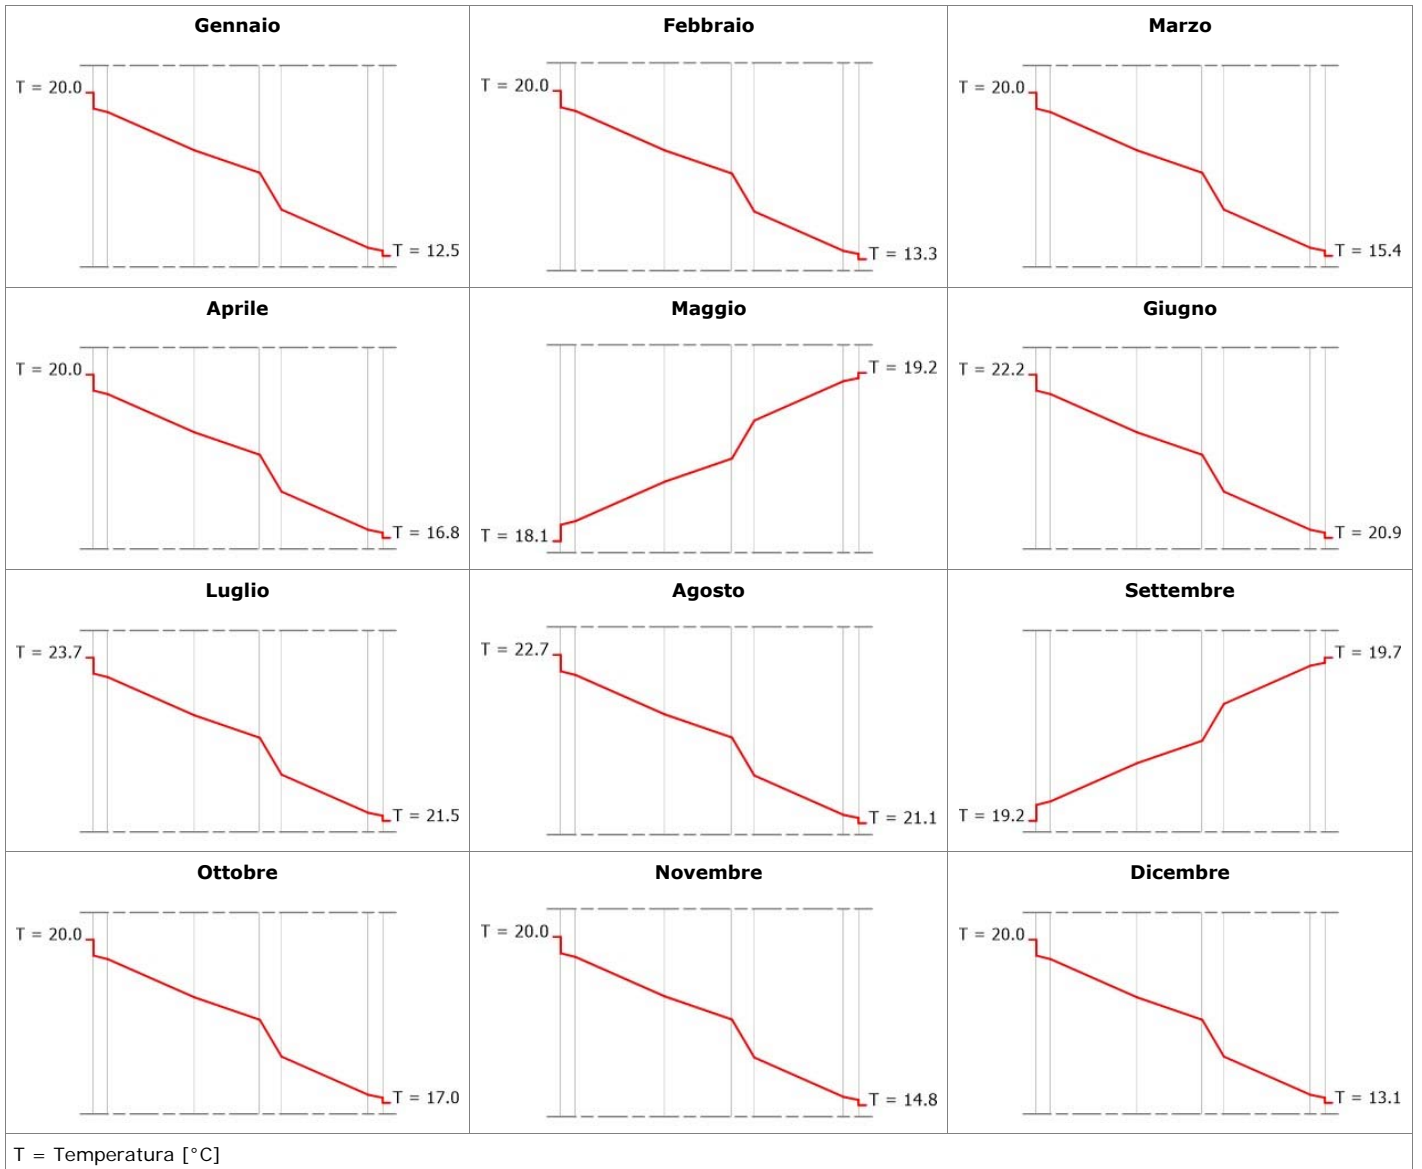 Gennaio
T = 20.0
T = 12.5
Febbraio
T = 20.0
T = 13.3
Marzo
T = 20.0
T = 15.4
Aprile
T = 20.0
T = 16.8
Maggio
T = 19.2
T = 18.1
Giugno
T = 22.2
T = 20.9
Luglio
T = 23.7
T = 21.5
Agosto
T = 22.7
T = 21.1
Settembre
T = 19.7
T = 19.2
Ottobre
T = 20.0
T = 17.0
Novembre
T = 20.0
T = 14.8
Dicembre
T = 20.0
T = 13.1
T = Temperatura [°C]